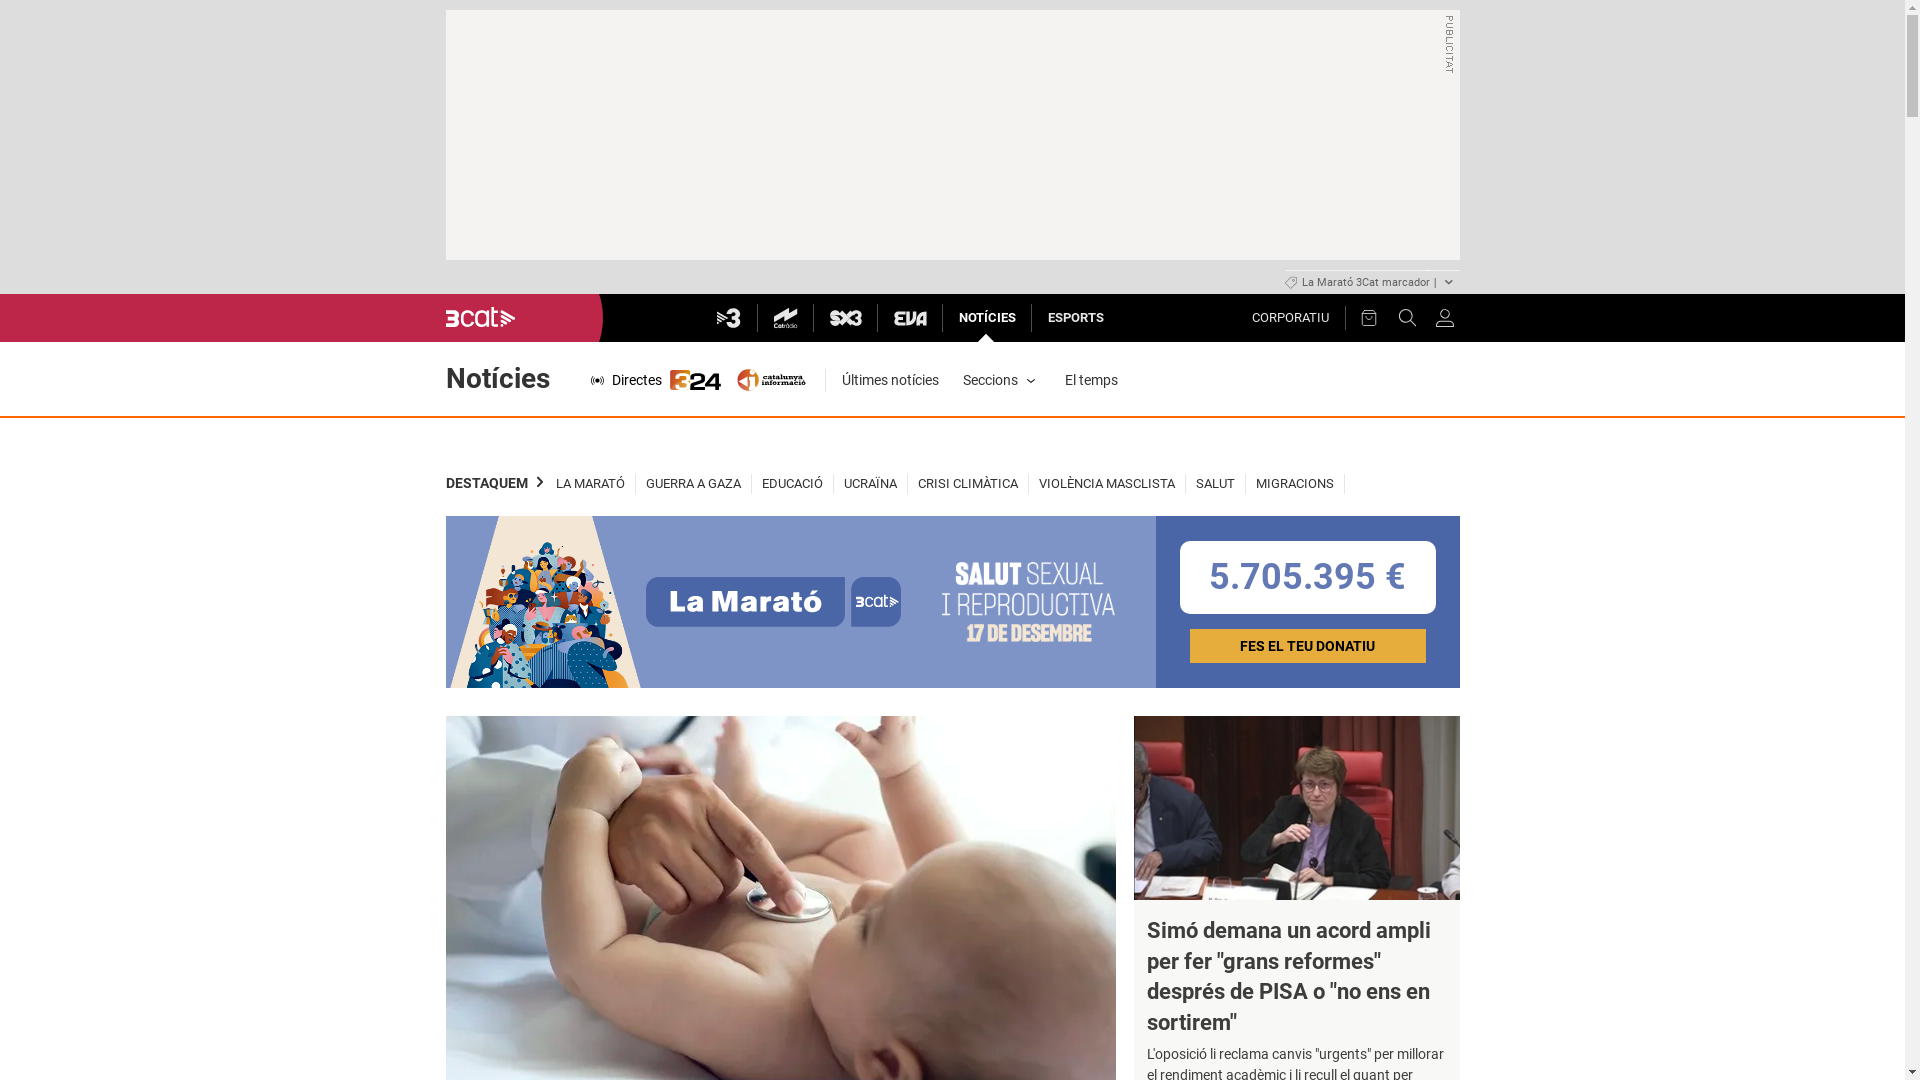 PUBLICITAT
La Marató 3Cat marcador |
3cat
3
Catràdio
SX3
EVA
NOTÍCIES
ESPORTS
CORPORATIU
Notícies
Directes
324
catalunya
informació
Últimes notícies
Seccions
El temps
DESTAQUEM
LA MARATÓ
GUERRA A GAZA
EDUCACIÓ
UCRAÏNA
CRISI CLIMÀTICA
VIOLÈNCIA MASCLISTA
SALUT
MIGRACIONS
La Marató
3cat
SALUT SEXUAL
I REPRODUCTIVA
17 DE DESEMBRE
5.705.395 €
FES EL TEU DONATIU
Simó demana un acord ampli
per fer "grans reformes"
després de PISA o "no ens en
sortirem"
L'oposició li reclama canvis "urgents" per millorar
el rendiment acadèmic i li recull el guant per